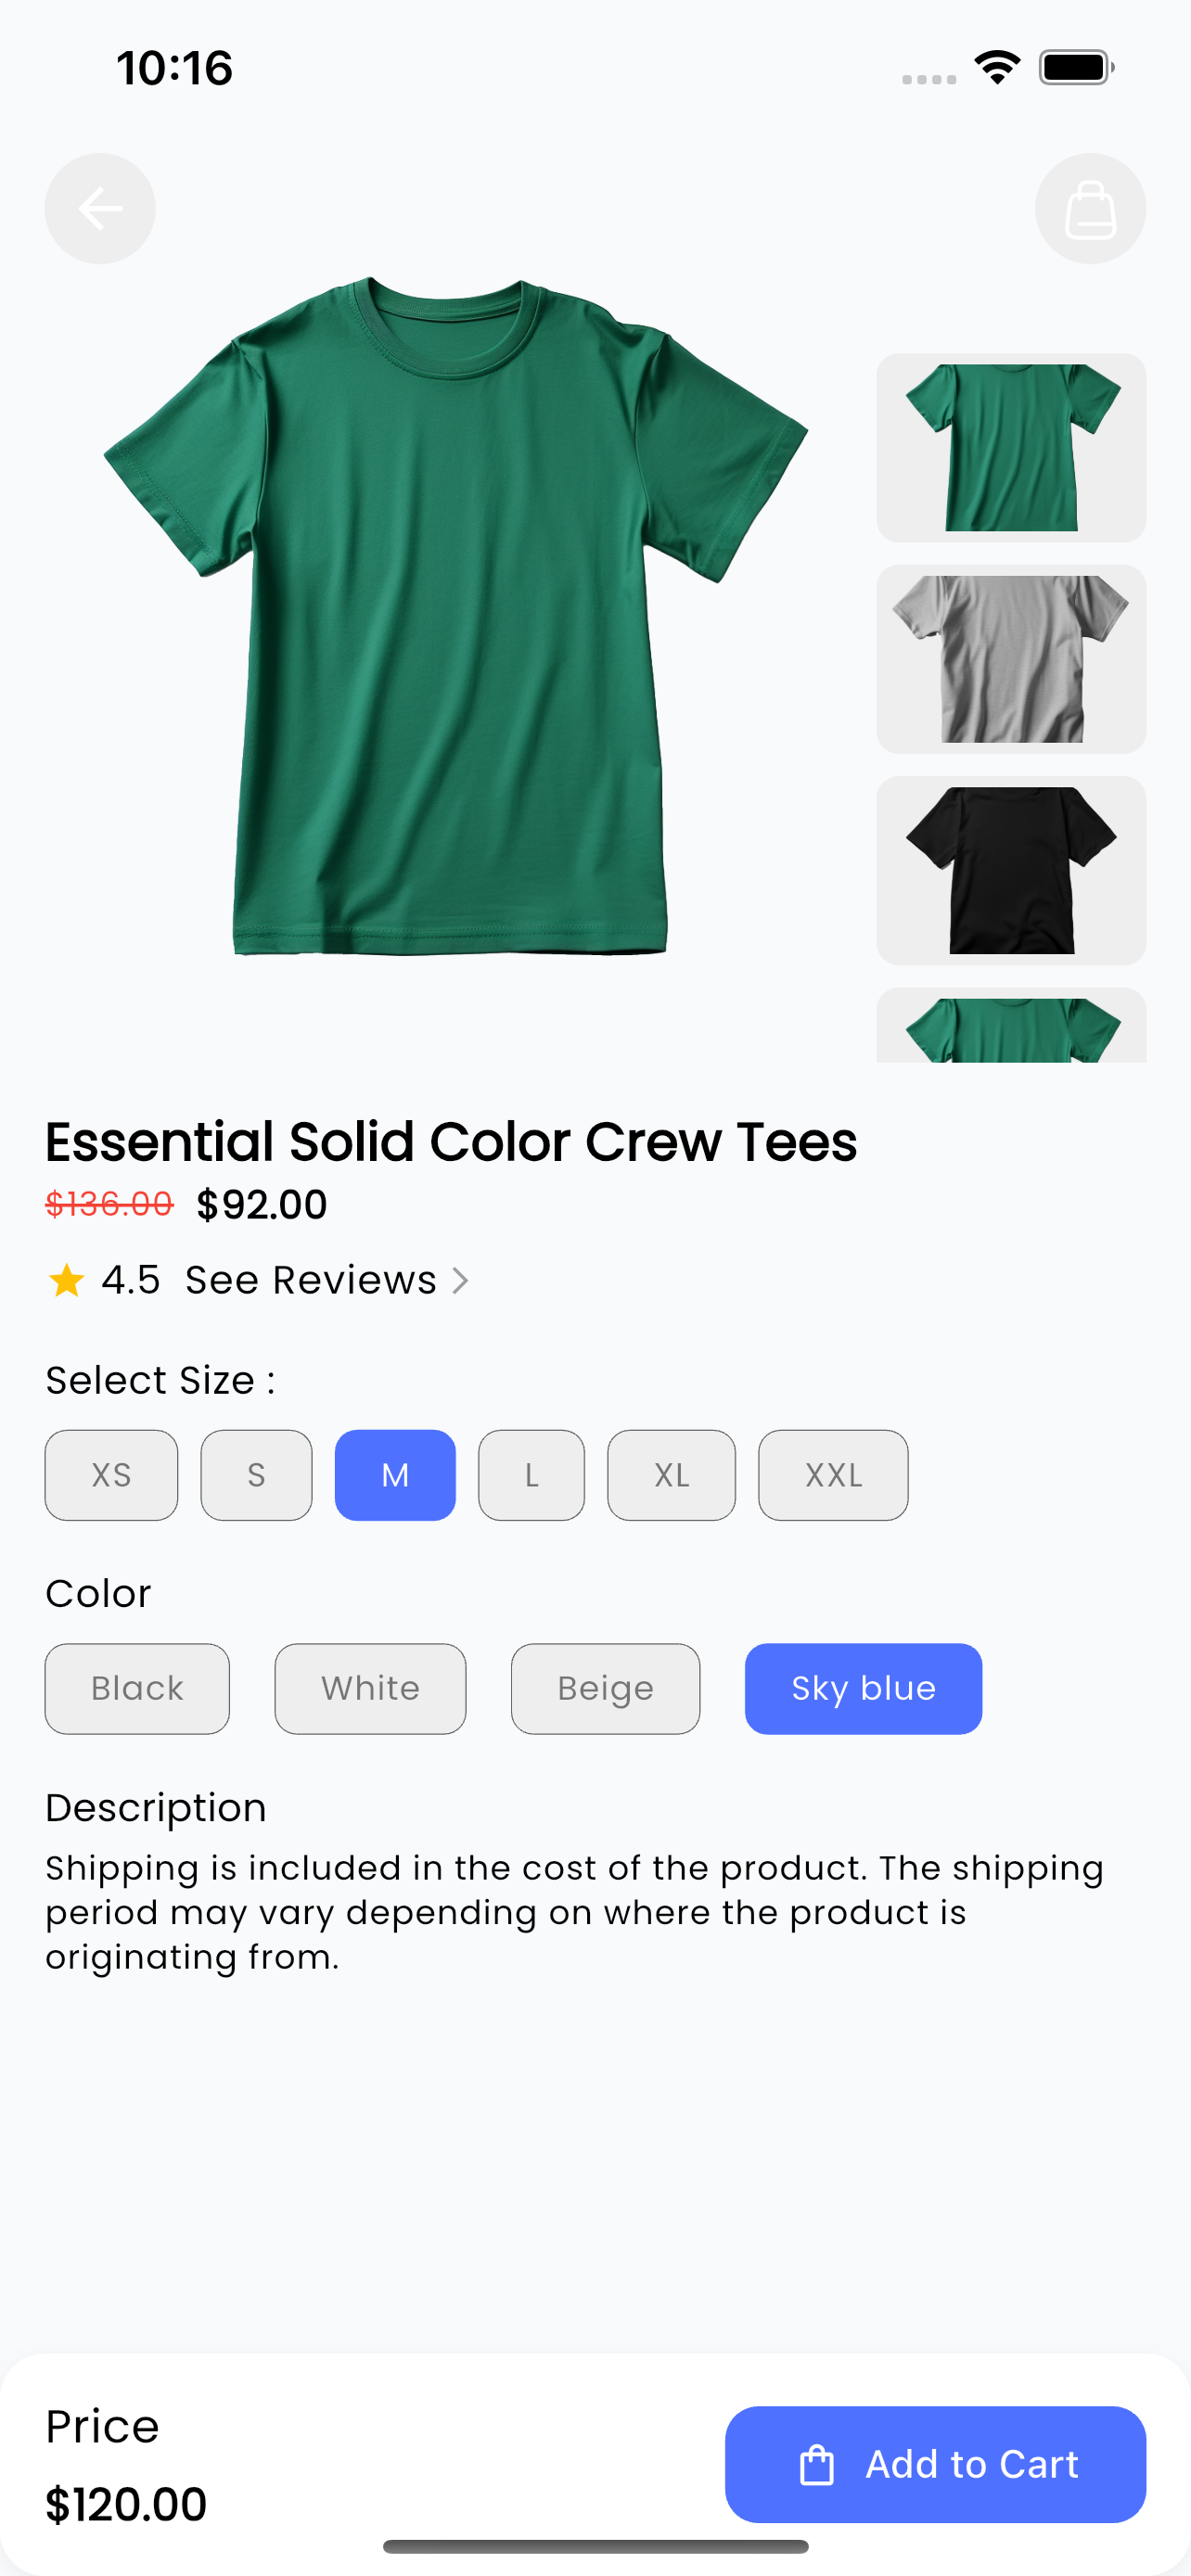 10:16
Essential Solid Color Crew Tees
$136.00 $92.00
4.5 See Reviews
Select Size :
XS S M L XL XXL
Color
Black White Beige Sky blue
Description
Shipping is included in the cost of the product. The shipping
period may vary depending on where the product is
originating from.
Price
$120.00
Add to Cart